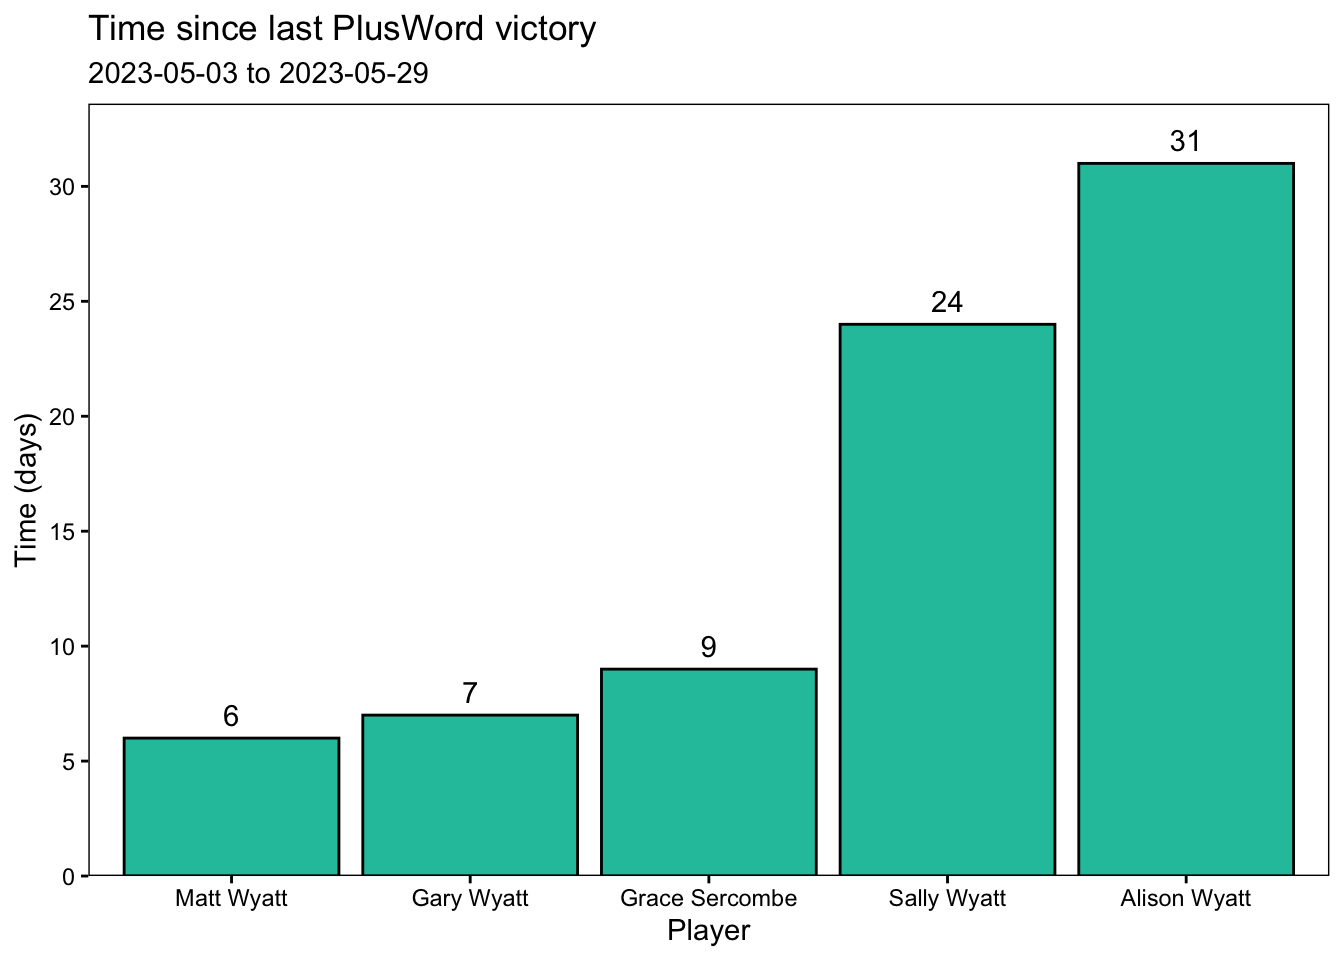 Time since last PlusWord victory
2023-05-03 to 2023-05-29
Time (days)
30
25
20
15
10
5
0
6
7
9
24
31
Matt Wyatt
Gary Wyatt
Grace Sercombe
Sally Wyatt
Alison Wyatt
Player